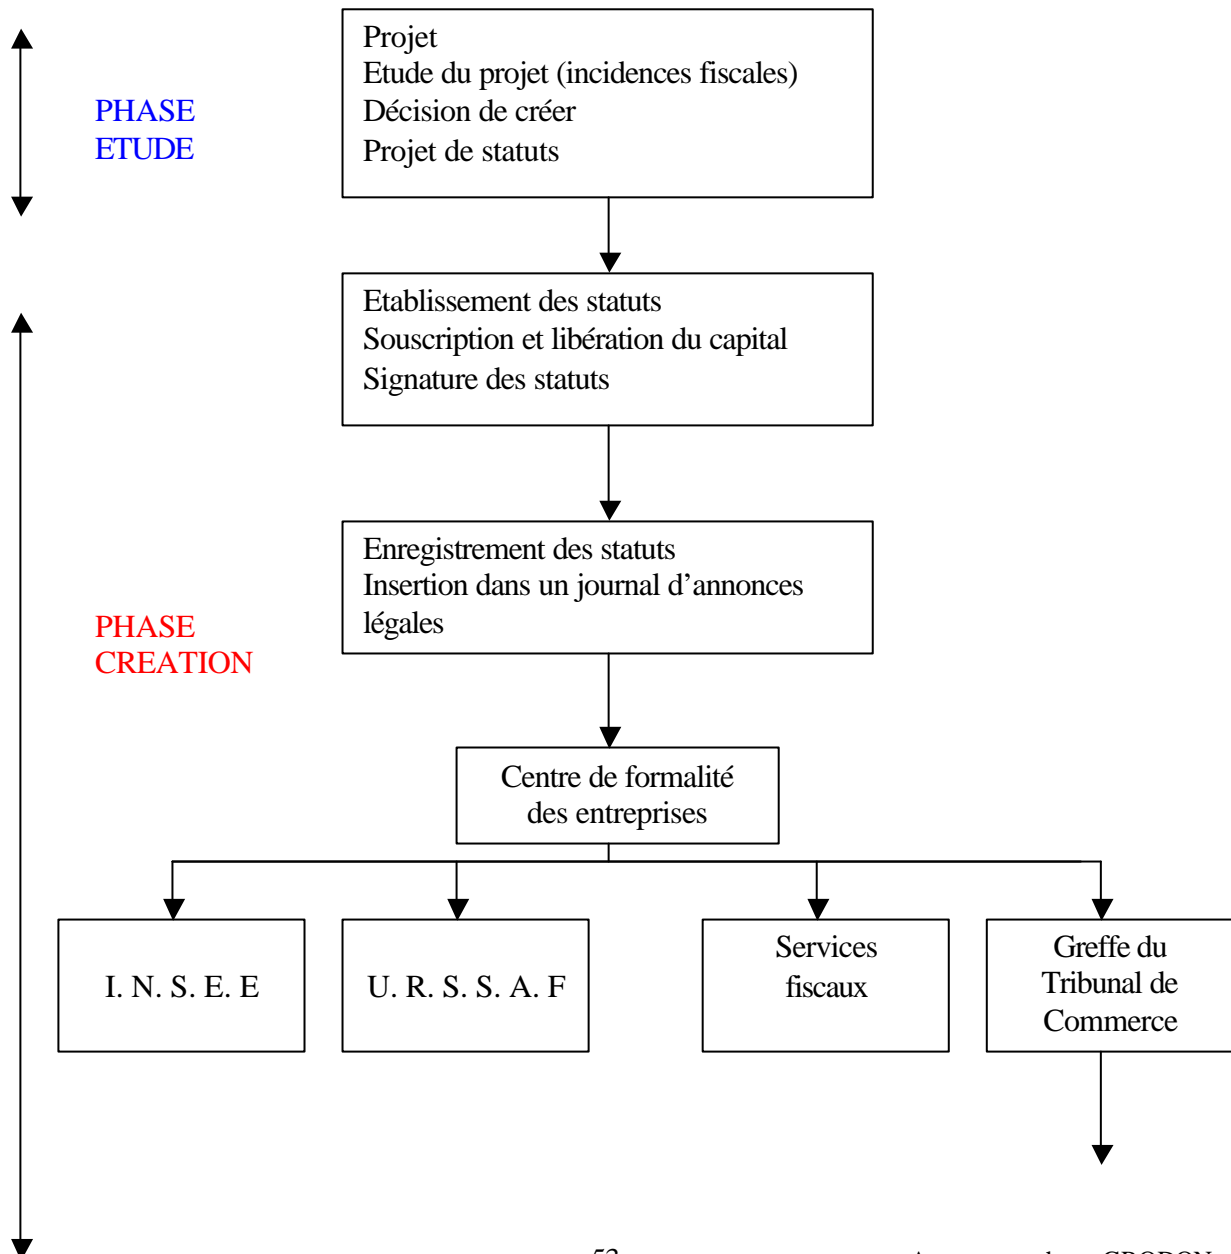 Projet
Etude du projet (incidences fiscales)
Décision de créer
Projet de statuts
PHASE
ETUDE
Etablissement des statuts
Souscription et libération du capital
Signature des statuts
Enregistrement des statuts
Insertion dans un journal d’annonces
légales
PHASE
CREATION
Centre de formalité
des entreprises
I. N. S. E. E
U. R. S. S. A. F
Services
fiscaux
Greffe du
Tribunal de
Commerce